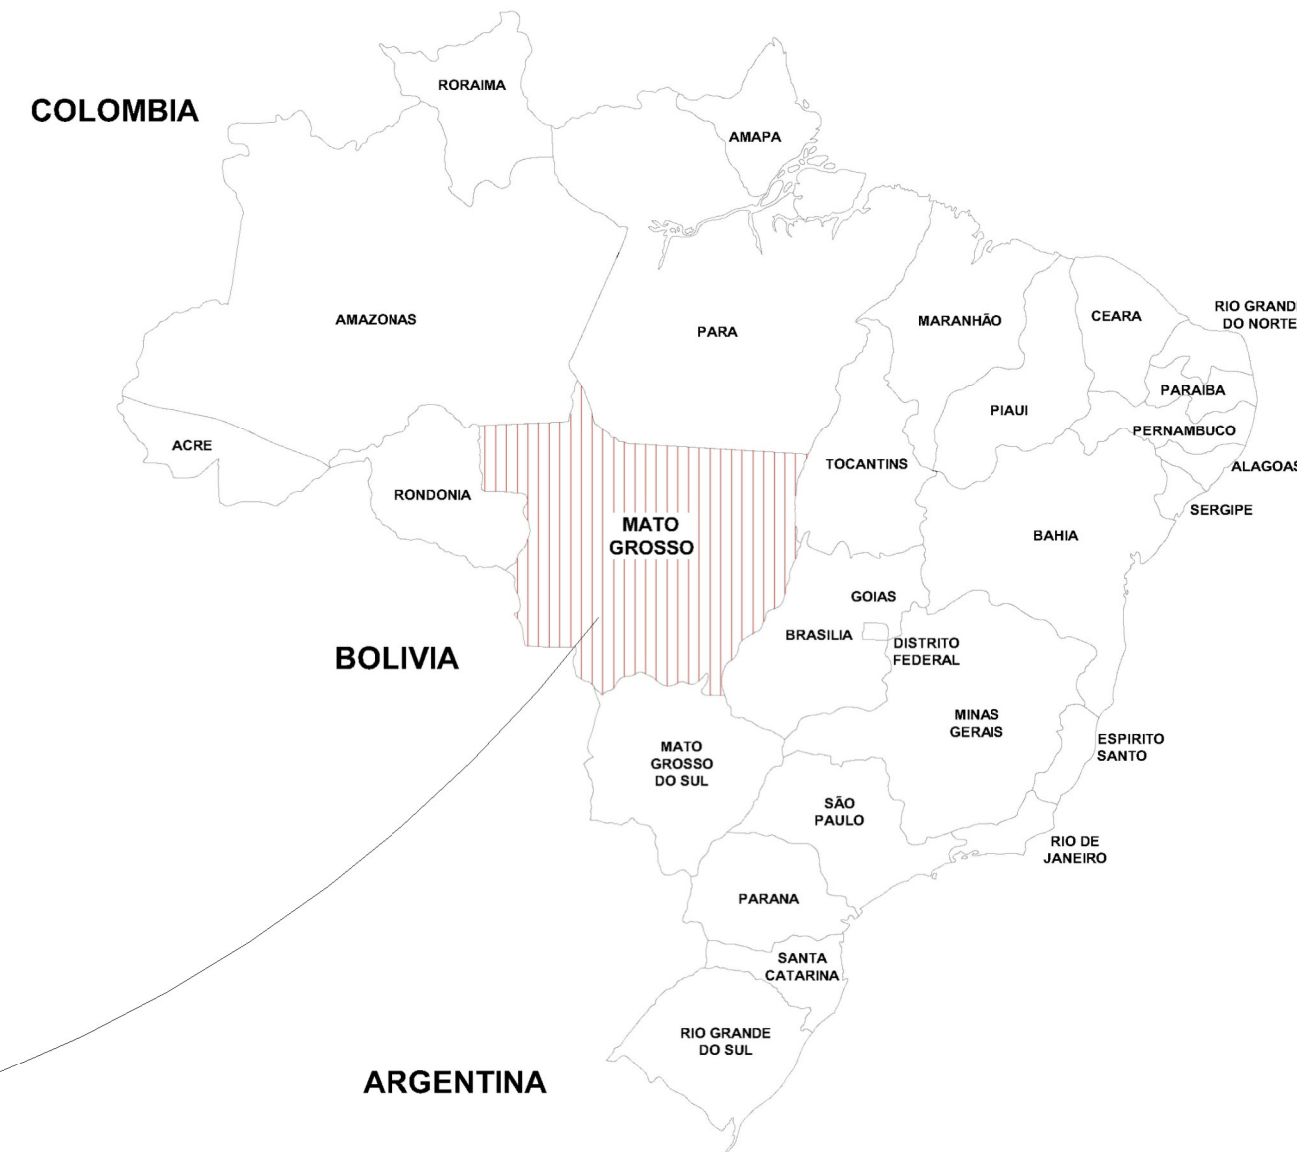 RORAIMA
COLOMBIA
AMAPA
AMAZONAS
PARA
MARANHÃO
CEARA
RIO GRANDE
DO NORTE
PARAIBA
PIAUI
PERNAMBUCO
ACRE
RONDONIA
TOCANTINS
ALAGOAS
SERGIPE
MATO
GROSSO
BAHIA
GOIAS
BRASILIA
DISTRITO
FEDERAL
BOLIVIA
MINAS
GERAIS
ESPIRITO
SANTO
MATO
GROSSO
DO SUL
SÃO
PAULO
RIO DE
JANEIRO
PARANA
SANTA
CATARINA
RIO GRANDE
DO SUL
ARGENTINA